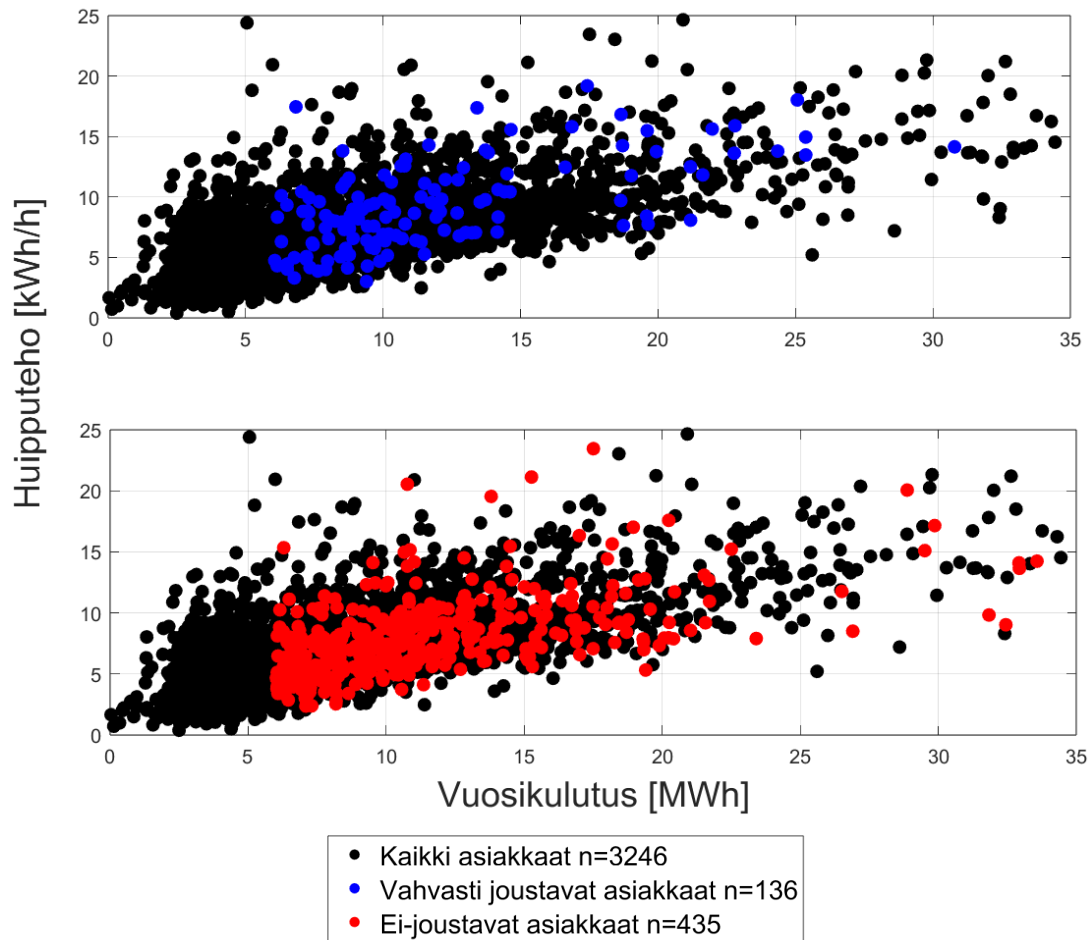 25
20
15
10
5
0
0 5 10 15 20 25 30 35
Huipputeho [kWh/h]
25
20
15
10
5
0
0 5 10 15 20 25 30 35
Vuosikulutus [MWh]
Kaikki asiakkaat n=3246
Vahvasti joustavat asiakkaat n=136
Ei-joustavat asiakkaat n=435